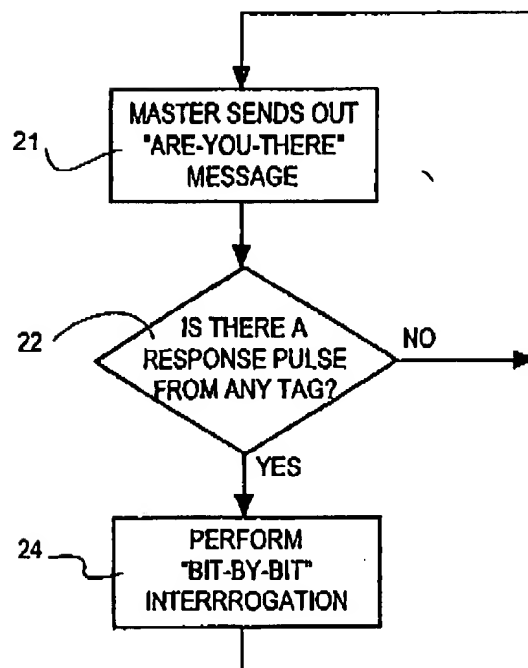 21
MASTER SENDS OUT
"ARE-YOU-THERE"
MESSAGE
22
IS THERE A
RESPONSE PULSE
FROM ANY TAG?
NO
YES
24
PERFORM
"BIT-BY-BIT"
INTERRROGATION